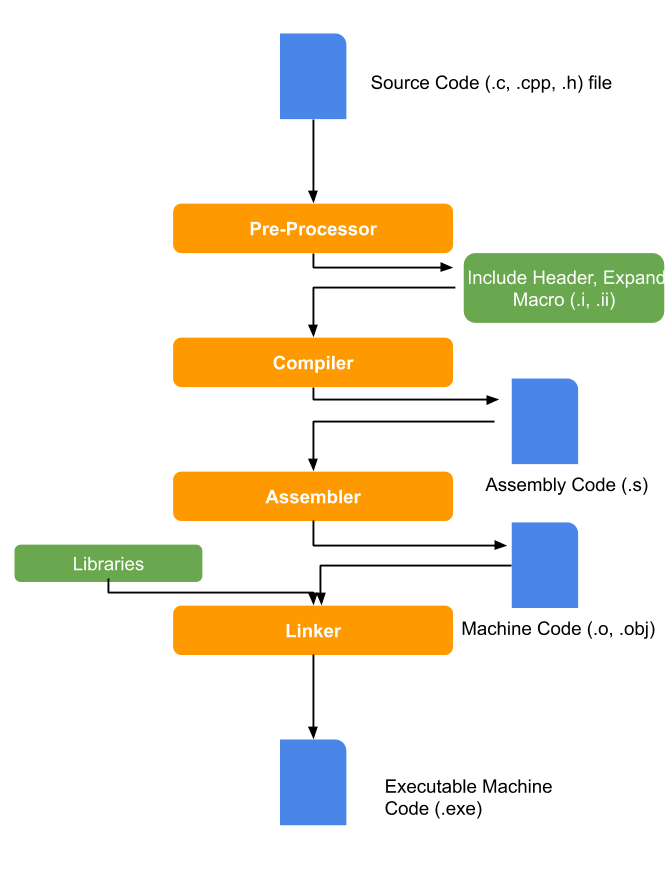 Source Code (.c, .cpp, .h) file
Pre-Processor
Include Header, Expand
Macro (.i, .ii)
Compiler
Assembly Code (.s)
Assembler
Libraries
Machine Code (.o, .obj)
Linker
Executable Machine
Code (.exe)